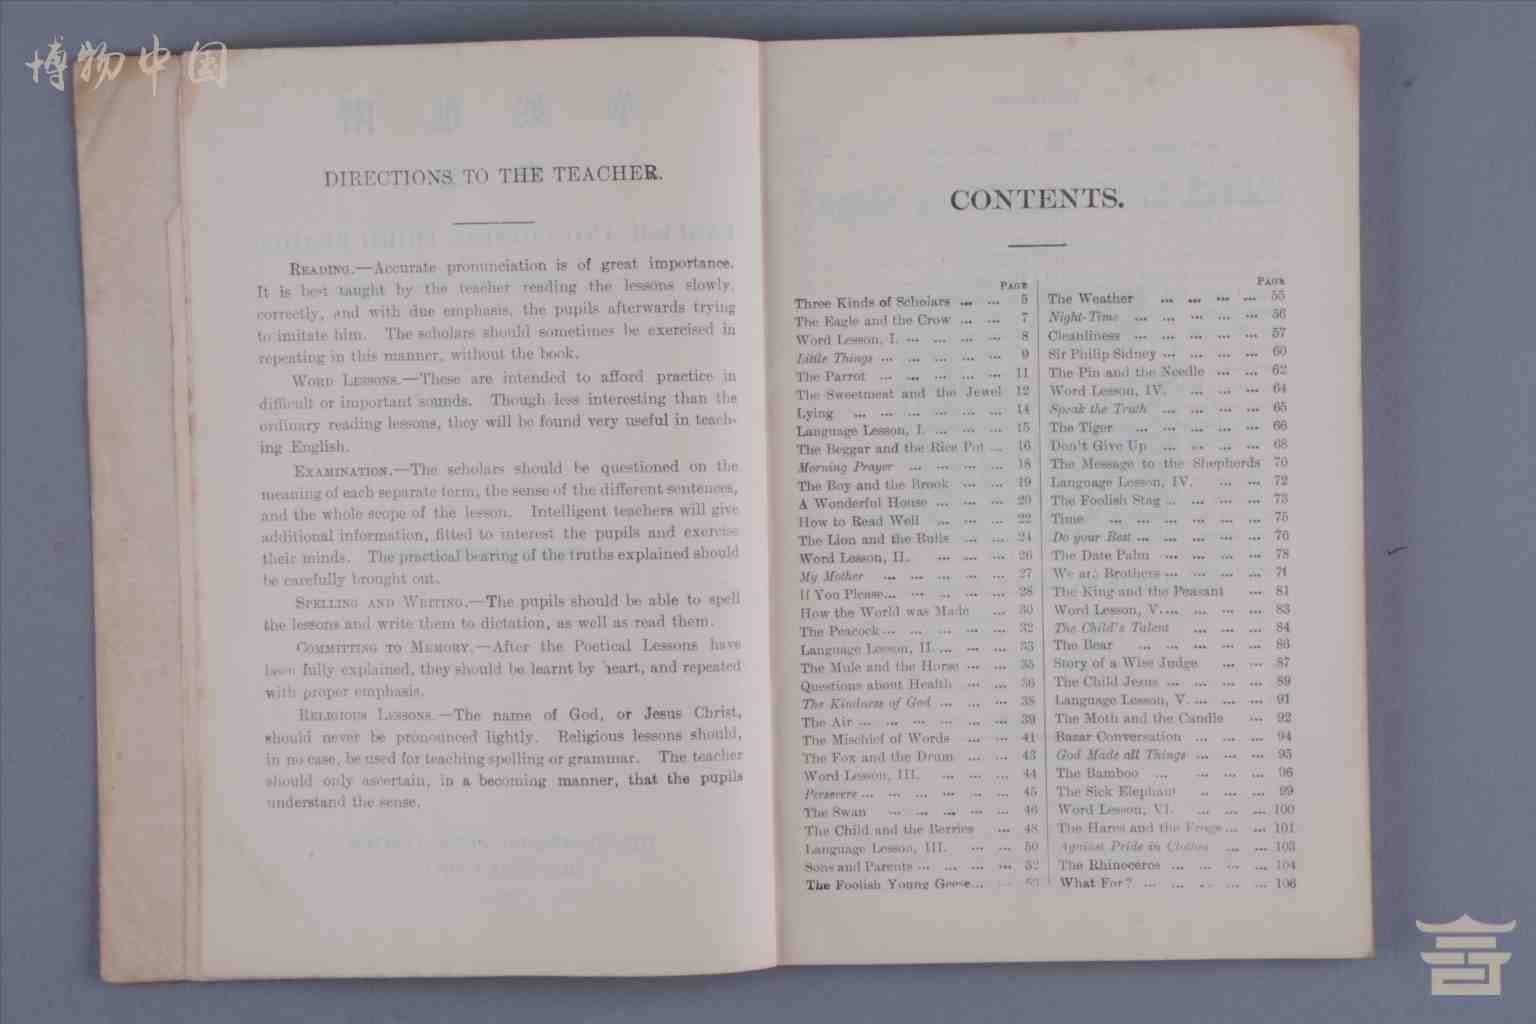 博物中国
DIRECTIONS TO THE TEACHER.
READING.—Accurate pronunciation is of great importance.
It is best taught by the teacher reading the lessons slowly,
correctly, and with due emphasis, the pupils afterwards trying
to imitate him. The scholars should sometimes be exercised in
repeating in this manner, without the book.
WORD LESSONS.—These are intended to afford practice in
difficult or important sounds. Though less interesting than the
ordinary reading lessons, they will be found very useful in teach-
ing English.
EXAMINATION.—The scholars should be questioned on the
meaning of each separate term, the sense of the different sentences,
and the whole scope of the lesson. Intelligent teachers will give
additional information, fitted to interest the pupils and exercise
their minds. The practical bearing of the truths explained should
be carefully brought out.
SPELLING AND WRITING.—The pupils should be able to spell
the lessons and write them to dictation, as well as read them.
COMMITTING TO MEMORY.—After the Poetical Lessons have
been fully explained, they should be learnt by heart, and repeated
with proper emphasis.
RELIGIOUS LESSONS.—The name of God, or Jesus Christ,
should never be pronounced lightly. Religious lessons should,
in no case, be used for teaching spelling or grammar. The teacher
should only ascertain, in a becoming manner, that the pupils
understand the sense.
CONTENTS.
PAGE
Three Kinds of Scholars ... ... 5
The Eagle and the Crow ... ... 7
Word Lesson, I. ... ... ... ... 8
Little Things ... ... ... ... ... 9
The Parrot ... ... ... ... ... 11
The Sweetmeat and the Jewel 12
Lying ... ... ... ... ... ... 14
Language Lesson, I. ... ... ... 15
The Beggar and the Rice Pot ... 16
Morning Prayer ... ... ... ... 18
The Boy and the Brook ... ... 19
A Wonderful House ... ... ... 20
How to Read Well ... ... ... 22
The Lion and the Bulls ... ... 24
Word Lesson, II. ... ... ... 26
My Mother ... ... ... ... ... 27
If You Please... ... ... ... ... 28
How the World was Made ... 30
The Peacock ... ... ... ... ... 32
Language Lesson, II. ... ... ... 33
The Mule and the Horse ... ... 35
Questions about Health ... ... 36
The Kindness of God ... ... ... 38
The Air ... ... ... ... ... ... 39
The Mischief of Words ... ... 41
The Fox and the Drum ... ... 43
Word Lesson, III. ... ... ... 44
Persevere ... ... ... ... ... ... 45
The Swan ... ... ... ... ... 46
The Child and the Berries ... 48
Language Lesson, III. ... ... 50
Sons and Parents ... ... ... ... 52
The Foolish Young Geese... ... 53
PAGE
The Weather ... ... ... ... 55
Night-Time ... ... ... ... ... 56
Cleanliness ... ... ... ... ... 57
Sir Philip Sidney ... ... ... ... 60
The Pin and the Needle ... ... 62
Word Lesson, IV. ... ... ... 64
Speak the Truth ... ... ... ... 65
The Tiger ... ... ... ... ... 66
Don't Give Up ... ... ... ... 68
The Message to the Shepherds 70
Language Lesson, IV. ... ... 72
The Foolish Stag ... ... ... ... 73
Time ... ... ... ... ... ... 75
Do your Best ... ... ... ... ... 76
The Date Palm ... ... ... ... 78
We are Brothers ... ... ... ... 71
The King and the Peasant ... 81
Word Lesson, V.... ... ... ... 83
The Child's Talent ... ... ... 84
The Bear ... ... ... ... ... 86
Story of a Wise Judge ... ... 87
The Child Jesus ... ... ... ... 89
Language Lesson, V. ... ... ... 91
The Moth and the Candle ... 92
Bazar Conversation ... ... ... 94
God Made all Things ... ... ... 95
The Bamboo ... ... ... ... 96
The Sick Elephant ... ... ... 99
Word Lesson, VI. ... ... ... 100
The Hares and the Frogs ... ... 101
Against Pride in Clothes ... ... 103
The Rhinoceros ... ... ... ... 104
What For? ... ... ... ... ... 106